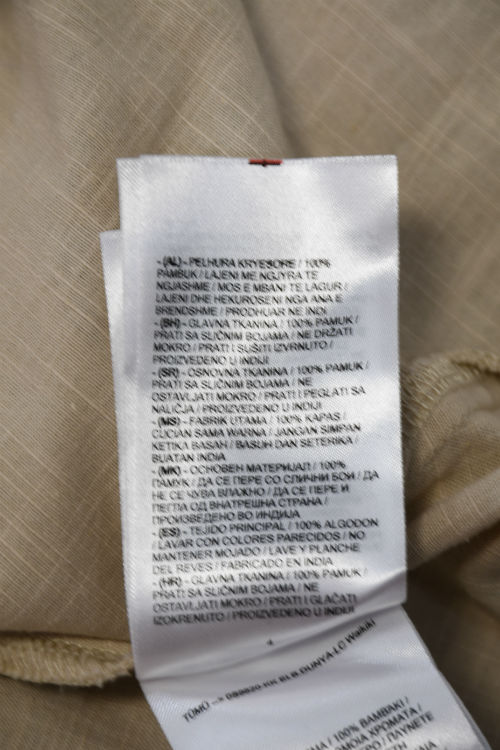 - (AL) - PELHURA KRYESORE / 100%
PAMBUK / LAJENI ME NGJYRA TE
NGJASHME / MOS E MBANI TE LAGUR /
LAJENI DHE HEKUROSENI NGA ANA E
BRENDSHME / PRODHUAR NE INDI
- (BH) - GLAVNA TKANINA / 100% PAMUK /
PRATI SA SLIČNIM BOJAMA / NE DRŽATI
MOKRO / PRATI I SUŠITI IZVRNUTO /
PROIZVEDENO U INDIJI
- (SR) - OSNOVNA TKANINA / 100% PAMUK /
PRATI SA SLIČNIM BOJAMA / NE
OSTAVLJATI MOKRO / PRATI I PEGLATI SA
NALIČJA / PROIZVEDENO U INDIJI
- (MS) - FABRIK UTAMA / 100% KAPAS /
CUCIAN SAMA WARNA / JANGAN SIMPAN
KETIKA BASAH / BASUH DAN SETERIKA /
BUATAN INDIA
- (MK) - ОСНОВЕН МАТЕРИЈАЛ / 100%
ПАМУК / ДА СЕ ПЕРЕ СО СЛИЧНИ БОИ / ДА
НЕ СЕ ЧУВА ВЛАЖНО / ДА СЕ ПЕРЕ И
ПЕГЛА ОД ВНАТРЕШНА СТРАНА /
ПРОИЗВЕДЕНО ВО ИНДИЈА
- (ES) - TEJIDO PRINCIPAL / 100% ALGODON
/ LAVAR CON COLORES PARECIDOS / NO
MANTENER MOJADO / LAVE Y PLANCHE
DEL REVES / FABRICADO EN INDIA
- (HR) - GLAVNA TKANINA / 100% PAMUK /
PRATI SA SLIČNIM BOJAMA / NE
OSTAVLJATI MOKRO / PRATI I GLAČATI
IZOKRENUTO / PROIZVEDENO U INDIJI
4
TÜMÜ --> DUNYA-LC Waikiki
/ 100% BAMBAKI /
ХРОМАТА /
/ ПЛУНЕТЕ